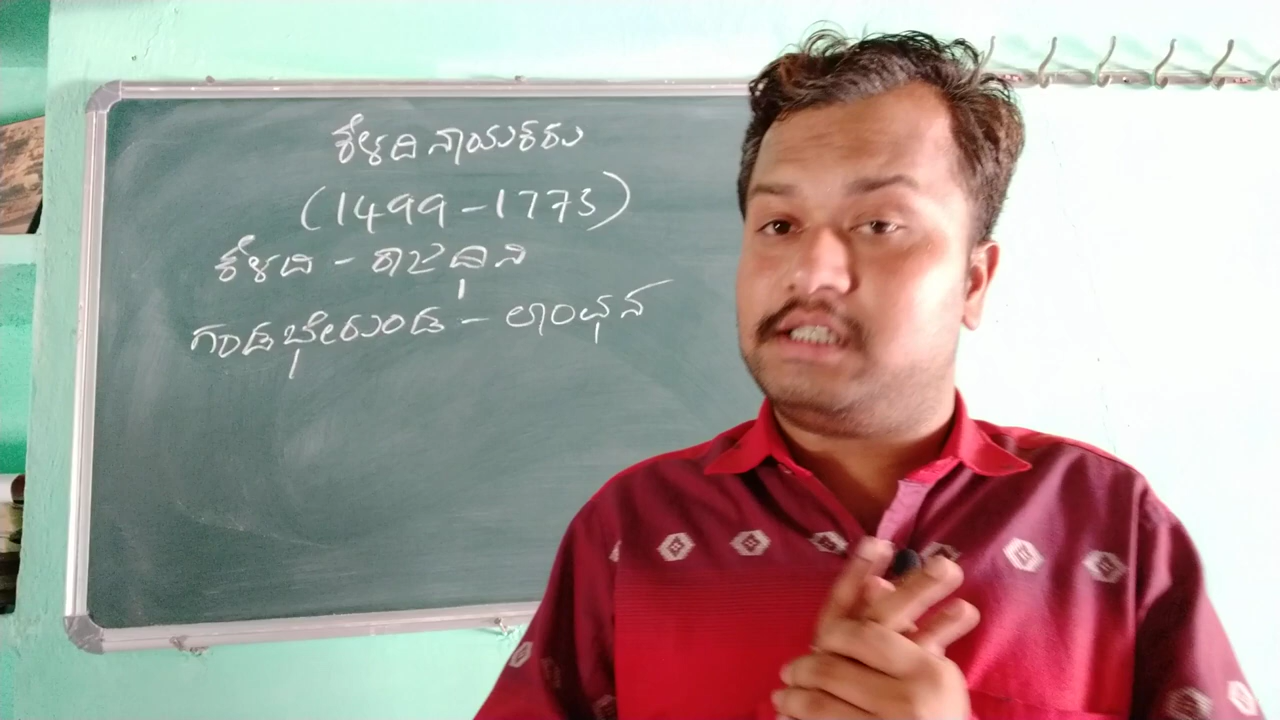 ಕೆಳದಿ ನಾಯಕರು
(1499-1773)
ಕೆಳದಿ - ರಾಜಧಾನಿ
ಗಂಡಭೇರುಂಡ - ಲಾಂಛನ